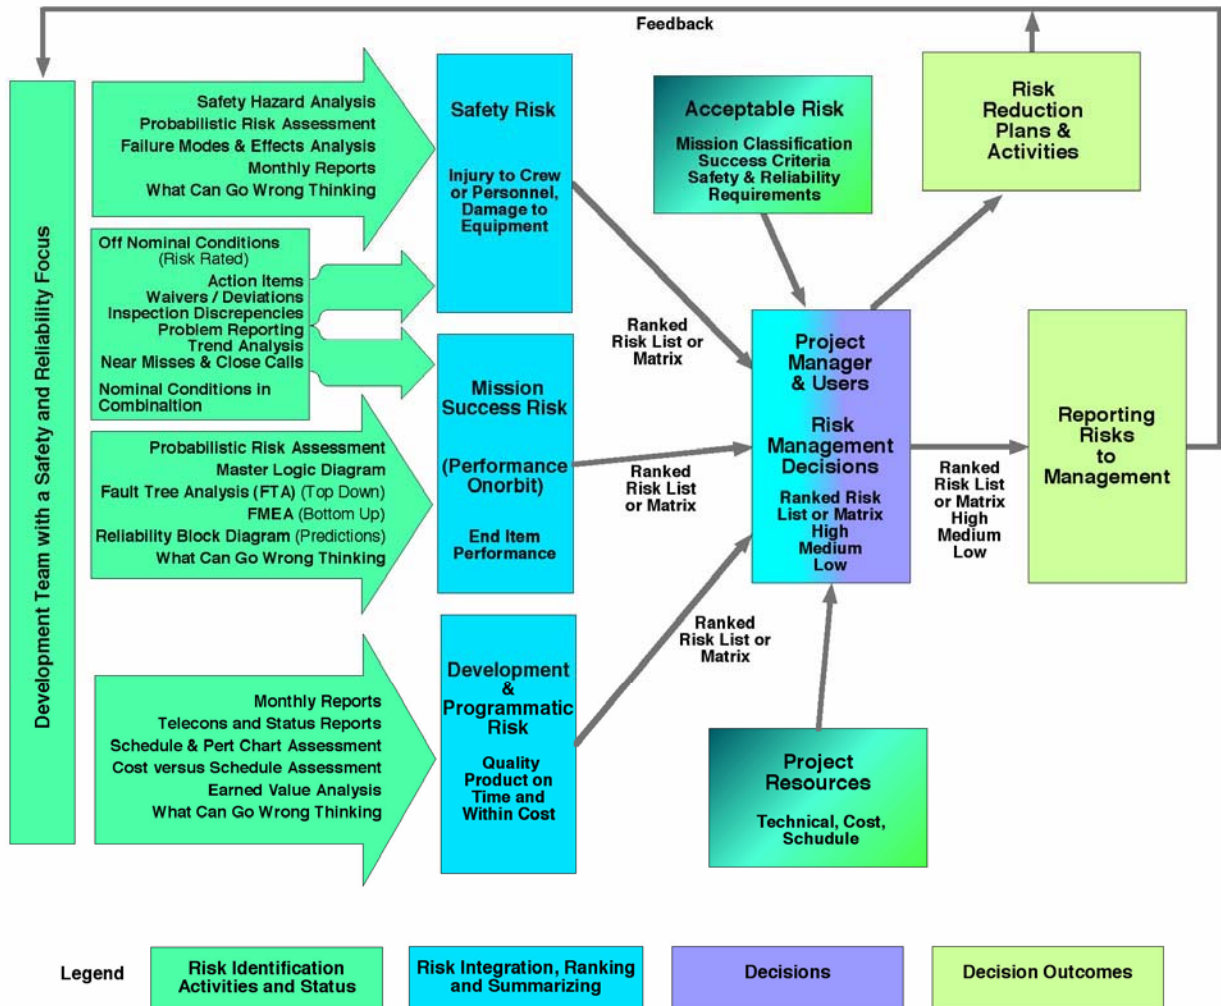 Feedback
Development Team with a Safety and Reliability Focus
Safety Hazard Analysis
Probabilistic Risk Assessment
Failure Modes & Effects Analysis
Monthly Reports
What Can Go Wrong Thinking
Off Nominal Conditions
(Risk Rated)
Action Items
Waivers / Deviations
Inspection Discrepencies
Problem Reporting
Trend Analysis
Near Misses & Close Calls
Nominal Conditions in
Combinaltion
Probabilistic Risk Assessment
Master Logic Diagram
Fault Tree Analysis (FTA) (Top Down)
FMEA (Bottom Up)
Reliability Block Diagram (Predictions)
What Can Go Wrong Thinking
Monthly Reports
Telecons and Status Reports
Schedule & Pert Chart Assessment
Cost versus Schedule Assessment
Earned Value Analysis
What Can Go Wrong Thinking
Safety Risk
Injury to Crew
or Personnel,
Damage to
Equipment
Mission
Success Risk
(Performance
Onorbit)
End Item
Performance
Development
&
Programmatic
Risk
Quality
Product on
Time and
Within Cost
Ranked
Risk List or
Matrix
Ranked
Risk List
or Matrix
Ranked
Risk List or
Matrix
Acceptable Risk
Mission Classification
Success Criteria
Safety & Reliability
Requirements
Project
Manager
& Users
Risk
Management
Decisions
Ranked Risk
List or Matrix
High
Medium
Low
Project
Resources
Technical, Cost,
Schudule
Risk
Reduction
Plans &
Activities
Ranked
Risk List
or Matrix
High
Medium
Low
Reporting
Risks
to
Management
Legend
Risk Identification
Activities and Status
Risk Integration, Ranking
and Summarizing
Decisions
Decision Outcomes